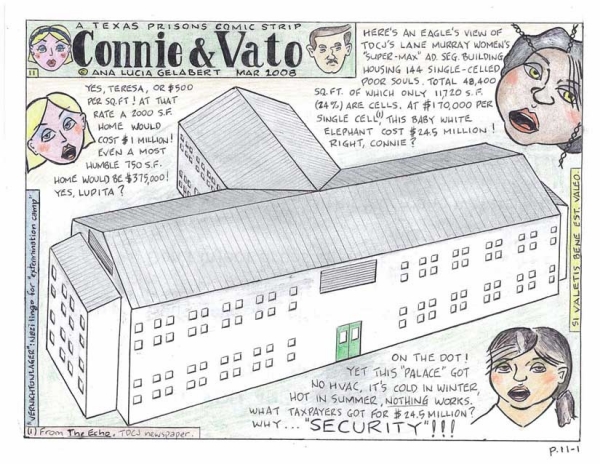 A TEXAS PRISONS COMIC STRIP
Connie & Vato
11
© ANA LUCIA GELABERT MAR 2008
HERE'S AN EAGLE'S VIEW OF
TDCJ'S LANE MURRAY WOMEN'S
"SUPER-MAX" AD. SEG. BUILDING
HOUSING 144 SINGLE-CELLED
POOR SOULS. TOTAL 48,400
SQ. FT. OF WHICH ONLY 11720 S.F.
(24%) ARE CELLS. AT $170,000 PER
SINGLE CELL(1), THIS BABY WHITE
ELEPHANT COST $24.5 MILLION!
RIGHT, CONNIE?
YES, TERESA, OR $500
PER SQ.FT! AT THAT
RATE A 2000 S.F.
HOME WOULD
COST $1 MILLION!
EVEN A MOST
HUMBLE 750 S.F.
HOME WOULD BE $375,000!
YES, LUPITA?
ON THE DOT!
YET THIS "PALACE" GOT
NO HVAC, IT'S COLD IN WINTER,
HOT IN SUMMER, NOTHING WORKS.
WHAT TAXPAYERS GOT FOR $24.5 MILLION?
WHY... "SECURITY"!!!
SI VALETIS BENE EST. VALEO.
for "extermination camp"
(1) From The Echo, TDCJ newspaper.
P.11-1